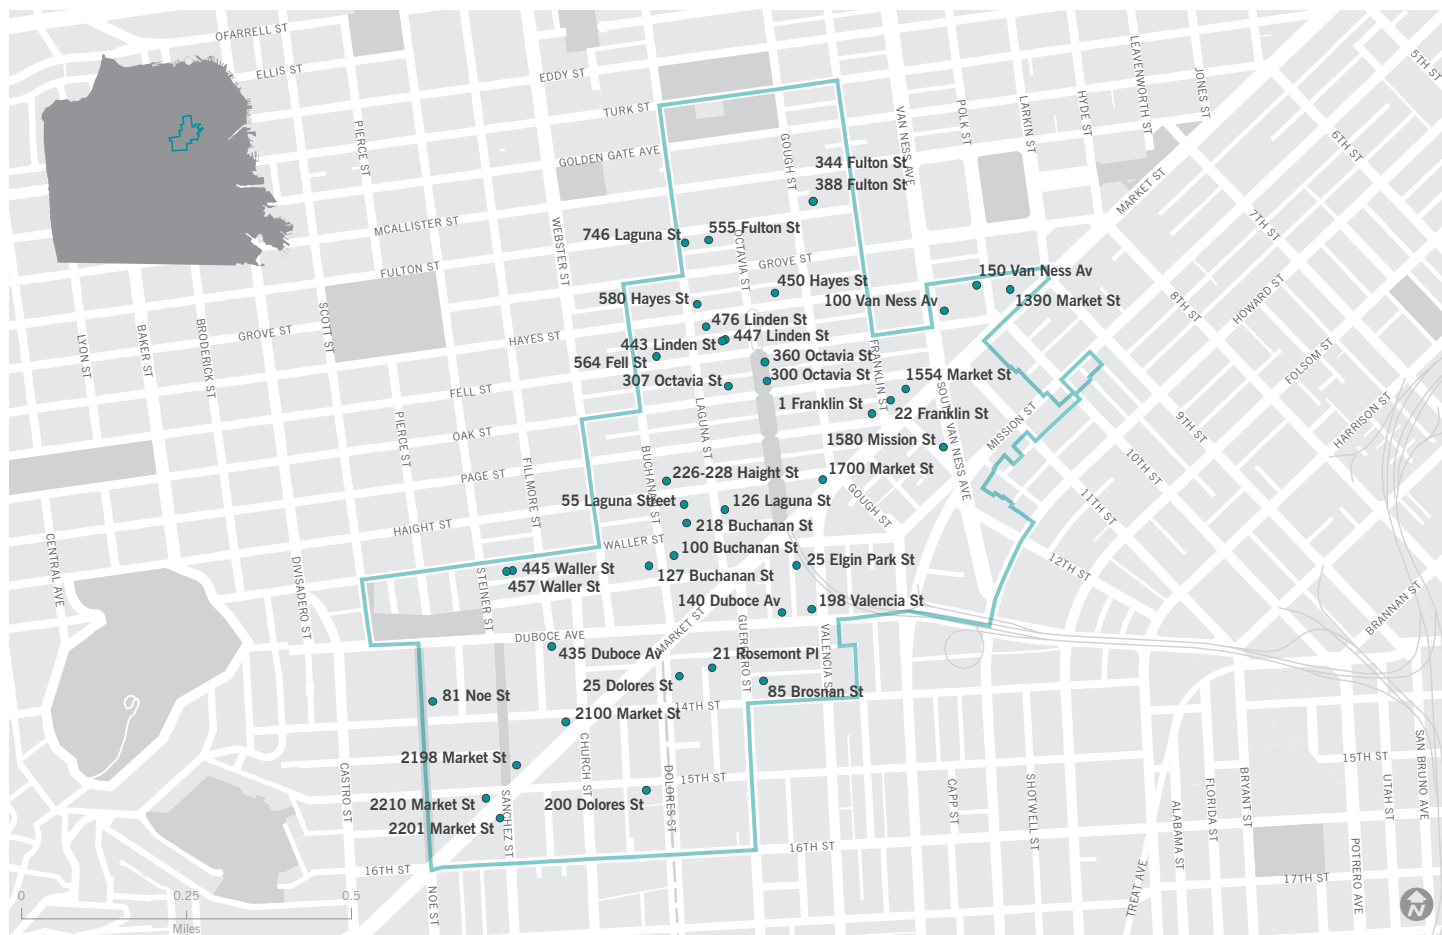 OFARRELL ST
ELLIS ST
EDDY ST
TURK ST
GOLDEN GATE AVE
MCALLISTER ST
FULTON ST
GROVE ST
GROVE ST
HAYES ST
FELL ST
OAK ST
PAGE ST
HAIGHT ST
WALLER ST
DUBOCE AVE
14TH ST
15TH ST
15TH ST
16TH ST
16TH ST
17TH ST
PIERCE ST
PIERCE ST
WEBSTER ST
SCOTT ST
LYON ST
BAKER ST
BRODERICK ST
FILLMORE ST
STEINER ST
DIVISADERO ST
CENTRAL AVE
CASTRO ST
NOE ST
SANCHEZ ST
CHURCH ST
DOLORES ST
GUERRERO ST
VALENCIA ST
BUCHANAN ST
LAGUNA ST
OCTAVIA ST
GOUGH ST
GOUGH ST
FRANKLIN ST
VAN NESS AVE
SOUTH VAN NESS AVE
POLK ST
LARKIN ST
HYDE ST
LEAVENWORTH ST
JONES ST
MARKET ST
MARKET ST
MISSION ST
HOWARD ST
FOLSOM ST
HARRISON ST
BRANNAN ST
5TH ST
6TH ST
7TH ST
8TH ST
9TH ST
10TH ST
11TH ST
12TH ST
CAPP ST
SHOTWELL ST
TREAT AVE
ALABAMA ST
FLORIDA ST
BRYANT ST
POTRERO AVE
UTAH ST
SAN BRUNO AVE
344 Fulton St
388 Fulton St
746 Laguna St
555 Fulton St
450 Hayes St
580 Hayes St
150 Van Ness Av
100 Van Ness Av
1390 Market St
476 Linden St
447 Linden St
443 Linden St
564 Fell St
360 Octavia St
300 Octavia St
307 Octavia St
1554 Market St
1 Franklin St
22 Franklin St
1580 Mission St
226-228 Haight St
1700 Market St
55 Laguna Street
126 Laguna St
218 Buchanan St
100 Buchanan St
127 Buchanan St
25 Elgin Park St
445 Waller St
457 Waller St
140 Duboce Av
198 Valencia St
435 Duboce Av
21 Rosemont Pl
25 Dolores St
85 Brosnan St
81 Noe St
2100 Market St
2198 Market St
2210 Market St
2201 Market St
200 Dolores St
0
0.25
0.5
Miles
N